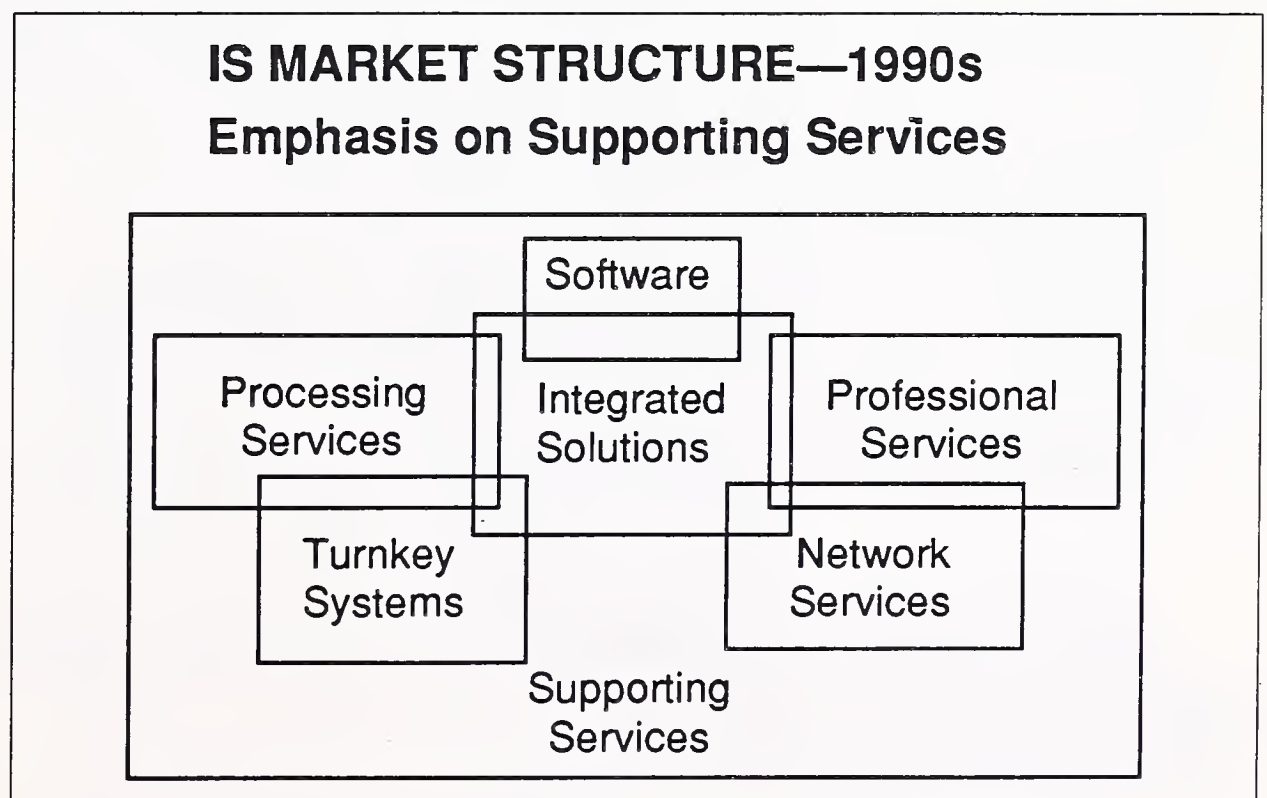 IS MARKET STRUCTURE—1990s
Emphasis on Supporting Services
Software
Processing
Services
Integrated
Solutions
Professional
Services
Turnkey
Systems
Network
Services
Supporting
Services